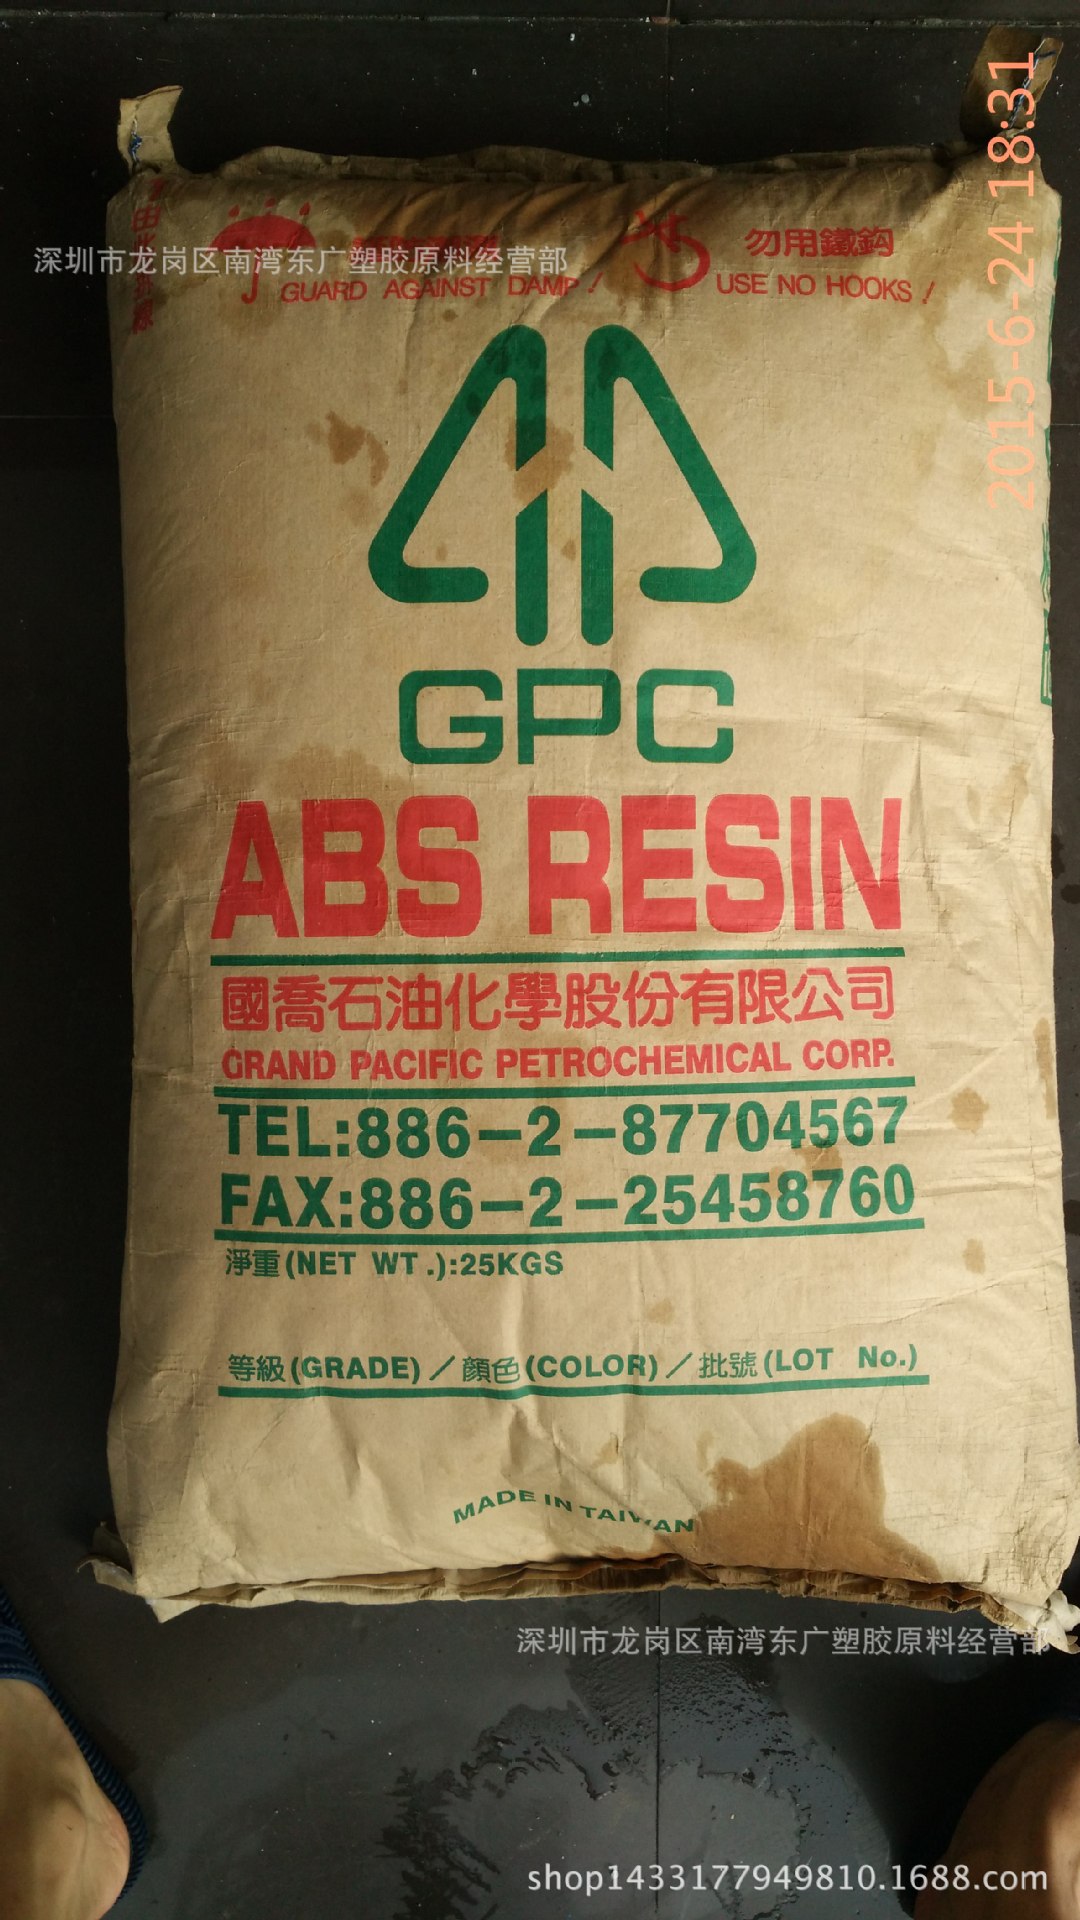 2015-6-24 18:31
深圳市龙岗区南湾东广塑胶原料经营部
勿用鐵鈎
GUARD AGAINST DAMP!
USE NO HOOKS!
GPC
ABS RESIN
國喬石油化學股份有限公司
GRAND PACIFIC PETROCHEMICAL CORP.
TEL:886-2-87704567
FAX:886-2-25458760
淨重(NET WT.):25KGS
等級(GRADE)/顏色(COLOR)/批號(LOT No.)
MADE IN TAIWAN
深圳市龙岗区南湾东广塑胶原料经营部
shop1433177949810.1688.com